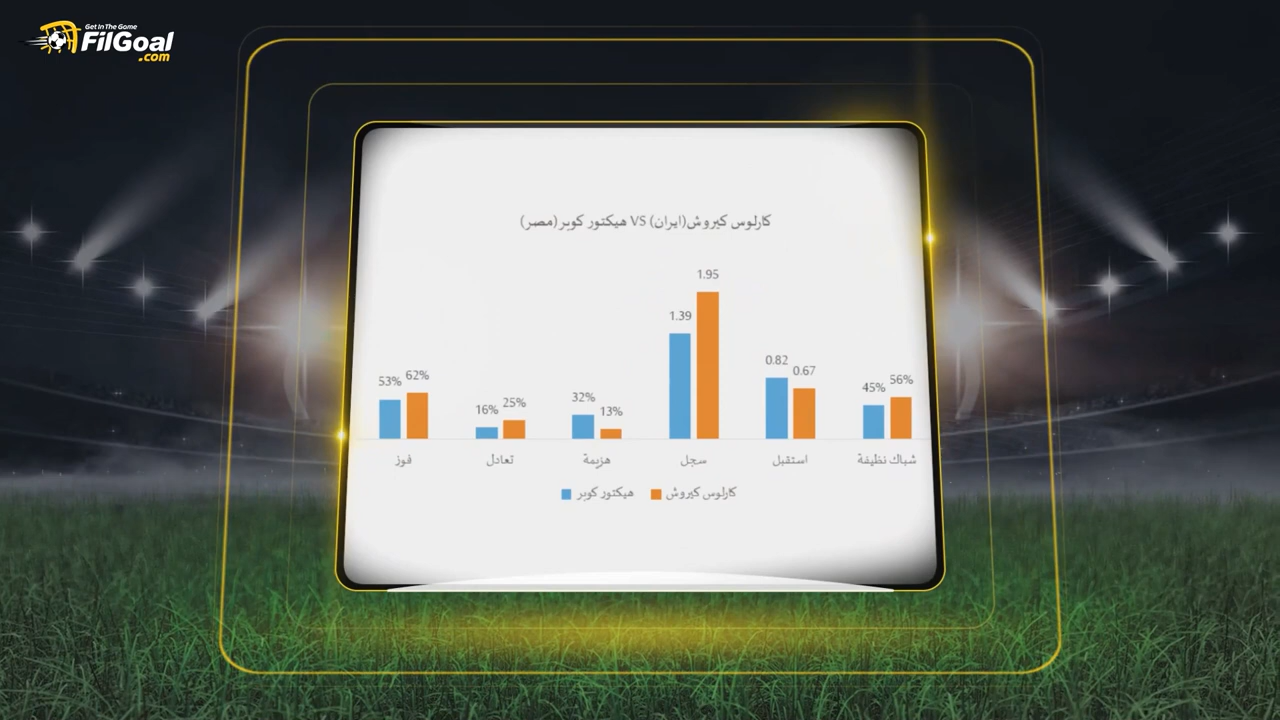 Get In The Game
FilGoal
.com
كارلوس كيروش(ايران) VS هيكتور كوبر (مصر)
1.95
1.39
0.82
0.67
53%
62%
16%
25%
32%
13%
45%
56%
فوز
تعادل
هزيمة
سجل
استقبل
شباك نظيفة
هيكتور كوبر
كارلوس كيروش